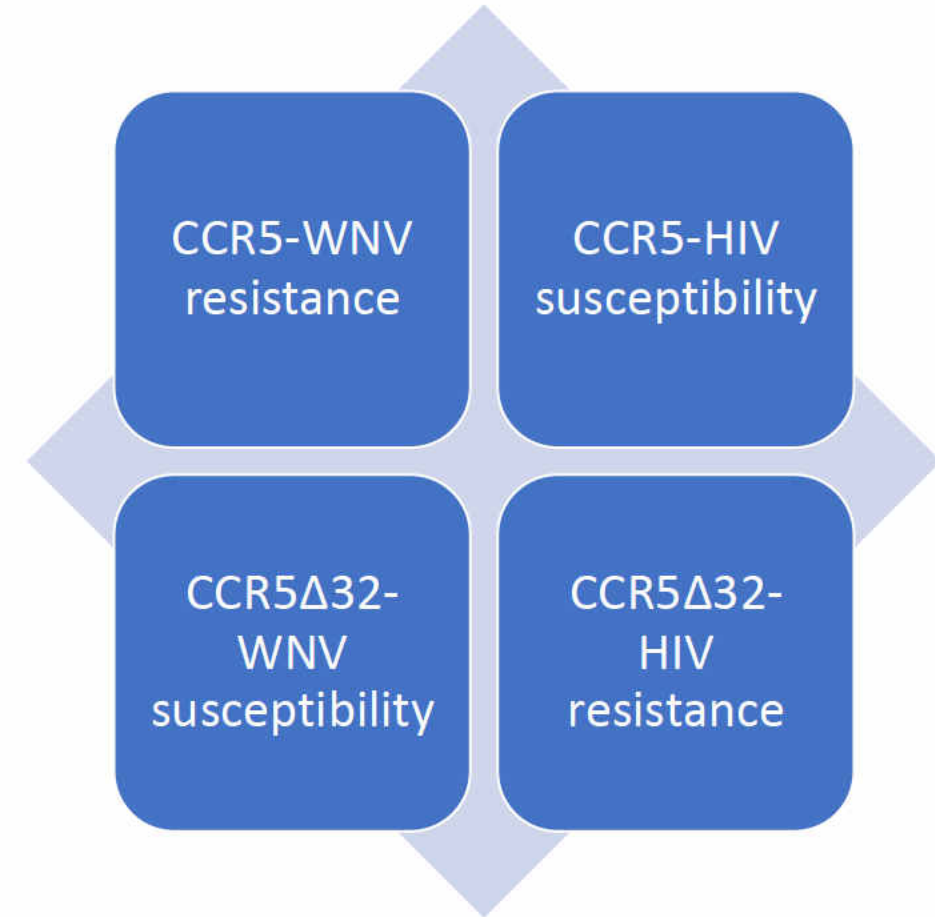 CCR5-WNV
resistance
CCR5-HIV
susceptibility
CCR5Δ32-
WNV
susceptibility
CCR5Δ32-
HIV
resistance